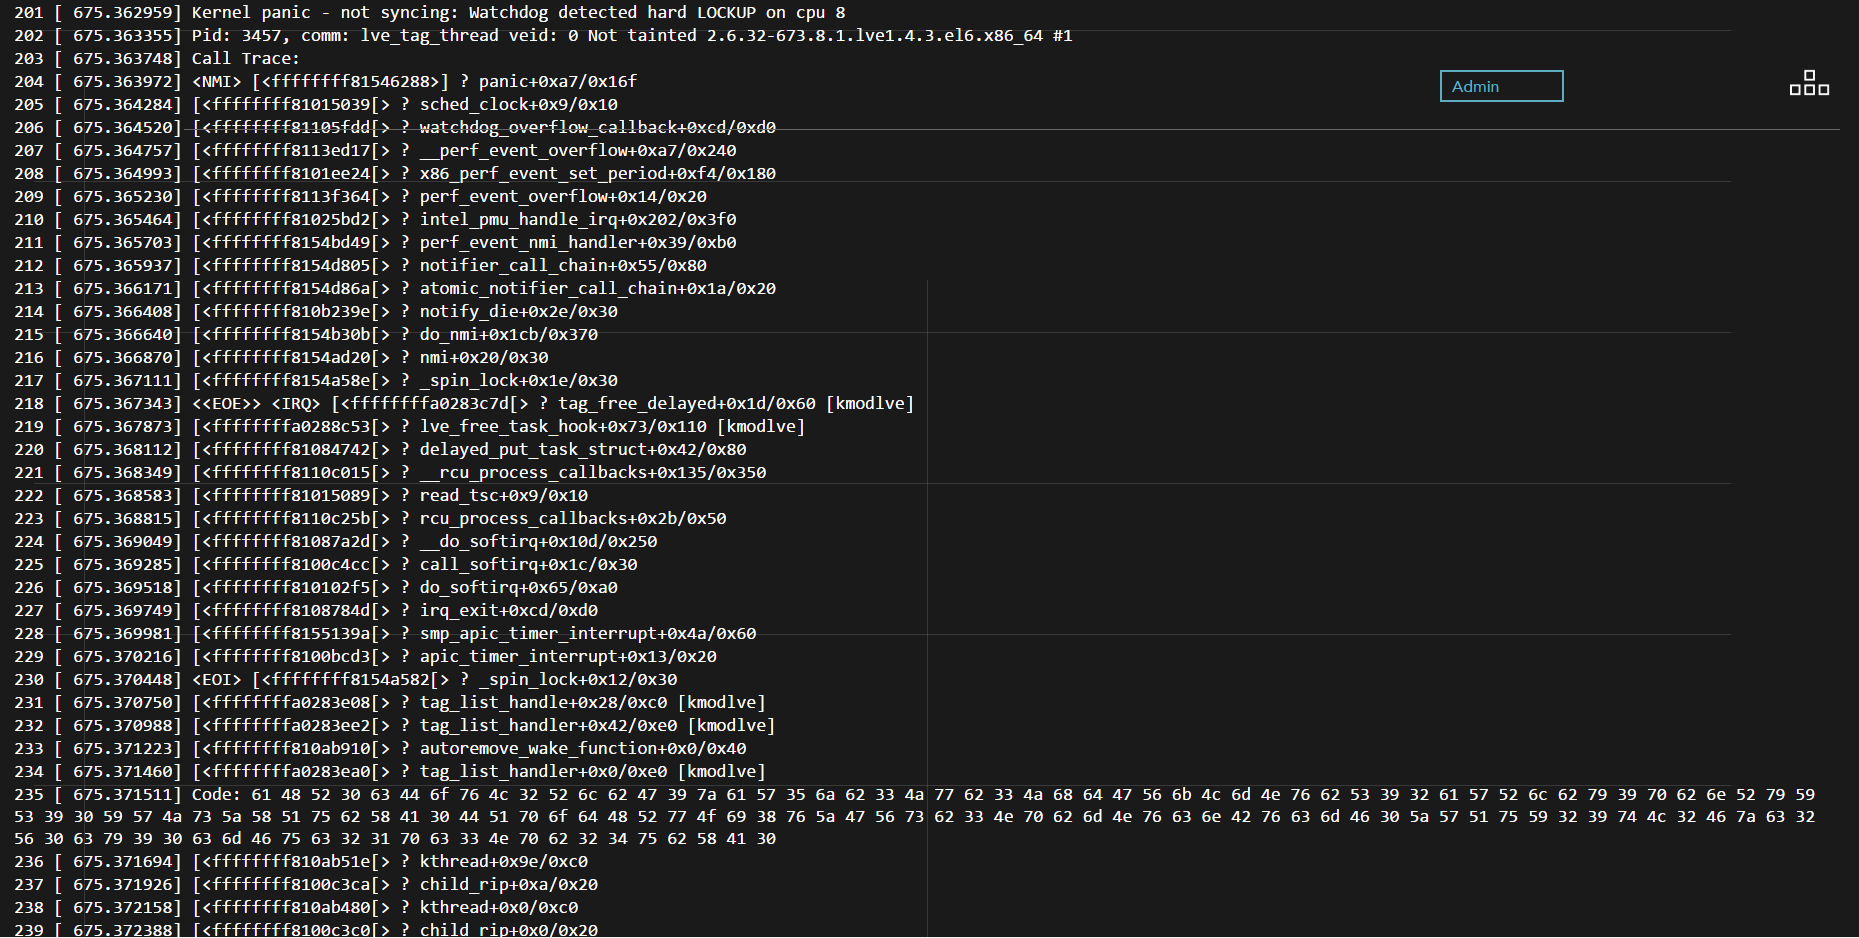 201 [  675.362959] Kernel panic - not syncing: Watchdog detected hard LOCKUP on cpu 8
202 [  675.363355] Pid: 3457, comm: lve_tag_thread veid: 0 Not tainted 2.6.32-673.8.1.lve1.4.3.el6.x86_64 #1
203 [  675.363748] Call Trace:
204 [  675.363972] <NMI> [<ffffffff81546288>] ? panic+0xa7/0x16f
Admin
205 [  675.364284] [<ffffffff81015039[> ? sched_clock+0x9/0x10
206 [  675.364520] [<ffffffff81105fdd[> ? watchdog_overflow_callback+0xcd/0xd0
207 [  675.364757] [<ffffffff8113ed17[> ? __perf_event_overflow+0xa7/0x240
208 [  675.364993] [<ffffffff8101ee24[> ? x86_perf_event_set_period+0xf4/0x180
209 [  675.365230] [<ffffffff8113f364[> ? perf_event_overflow+0x14/0x20
210 [  675.365464] [<ffffffff81025bd2[> ? intel_pmu_handle_irq+0x202/0x3f0
211 [  675.365703] [<ffffffff8154bd49[> ? perf_event_nmi_handler+0x39/0xb0
212 [  675.365937] [<ffffffff8154d805[> ? notifier_call_chain+0x55/0x80
213 [  675.366171] [<ffffffff8154d86a[> ? atomic_notifier_call_chain+0x1a/0x20
214 [  675.366408] [<ffffffff810b239e[> ? notify_die+0x2e/0x30
215 [  675.366640] [<ffffffff8154b30b[> ? do_nmi+0x1cb/0x370
216 [  675.366870] [<ffffffff8154ad20[> ? nmi+0x20/0x30
217 [  675.367111] [<ffffffff8154a58e[> ? _spin_lock+0x1e/0x30
218 [  675.367343] <<EOE>> <IRQ> [<ffffffffa0283c7d[> ? tag_free_delayed+0x1d/0x60 [kmodlve]
219 [  675.367873] [<ffffffffa0288c53[> ? lve_free_task_hook+0x73/0x110 [kmodlve]
220 [  675.368112] [<ffffffff81084742[> ? delayed_put_task_struct+0x42/0x80
221 [  675.368349] [<ffffffff8110c015[> ? __rcu_process_callbacks+0x135/0x350
222 [  675.368583] [<ffffffff81015089[> ? read_tsc+0x9/0x10
223 [  675.368815] [<ffffffff8110c25b[> ? rcu_process_callbacks+0x2b/0x50
224 [  675.369049] [<ffffffff81087a2d[> ? __do_softirq+0x10d/0x250
225 [  675.369285] [<ffffffff8100c4cc[> ? call_softirq+0x1c/0x30
226 [  675.369518] [<ffffffff810102f5[> ? do_softirq+0x65/0xa0
227 [  675.369749] [<ffffffff8108784d[> ? irq_exit+0xcd/0xd0
228 [  675.369981] [<ffffffff8155139a[> ? smp_apic_timer_interrupt+0x4a/0x60
229 [  675.370216] [<ffffffff8100bcd3[> ? apic_timer_interrupt+0x13/0x20
230 [  675.370448] <EOI> [<ffffffff8154a582[> ? _spin_lock+0x12/0x30
231 [  675.370750] [<ffffffffa0283e08[> ? tag_list_handle+0x28/0xc0 [kmodlve]
232 [  675.370988] [<ffffffffa0283ee2[> ? tag_list_handler+0x42/0xe0 [kmodlve]
233 [  675.371223] [<ffffffff810ab910[> ? autoremove_wake_function+0x0/0x40
234 [  675.371460] [<ffffffffa0283ea0[> ? tag_list_handler+0x0/0xe0 [kmodlve]
235 [  675.371511] Code: 61 48 52 30 63 44 6f 76 4c 32 52 6c 62 47 39 7a 61 57 35 6a 62 33 4a 77 62 33 4a 68 64 47 56 6b 4c 6d 4e 76 62 53 39 32 61 57 52 6c 62 79 39 70 62 6e 52 79 59
53 39 30 59 57 4a 73 5a 58 51 75 62 58 41 30 44 51 70 6f 64 48 52 77 4f 69 38 76 5a 47 56 73 62 33 4e 70 62 6d 4e 76 63 6e 42 76 63 6d 46 30 5a 57 51 75 59 32 39 74 4c 32 46 7a 63 32
56 30 63 79 39 30 63 6d 46 75 63 32 31 70 63 33 4e 70 62 32 34 75 62 58 41 30
236 [  675.371694] [<ffffffff810ab51e[> ? kthread+0x9e/0xc0
237 [  675.371926] [<ffffffff8100c3ca[> ? child_rip+0xa/0x20
238 [  675.372158] [<ffffffff810ab480[> ? kthread+0x0/0xc0
239 [  675.372388] [<ffffffff8100c3c0[> ? child_rip+0x0/0x20